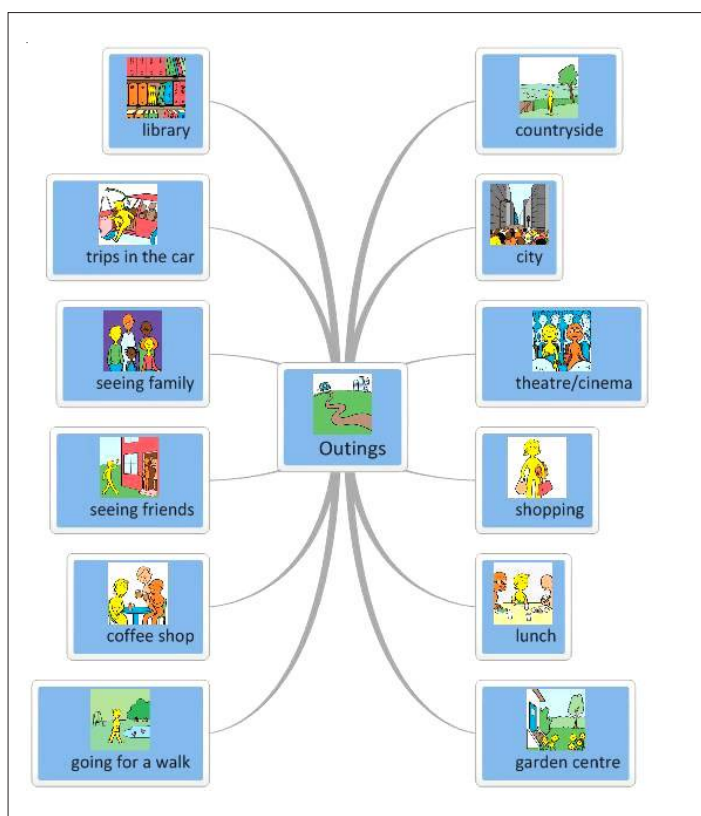 library
trips in the car
seeing family
seeing friends
coffee shop
going for a walk
Outings
countryside
city
theatre/cinema
shopping
lunch
garden centre